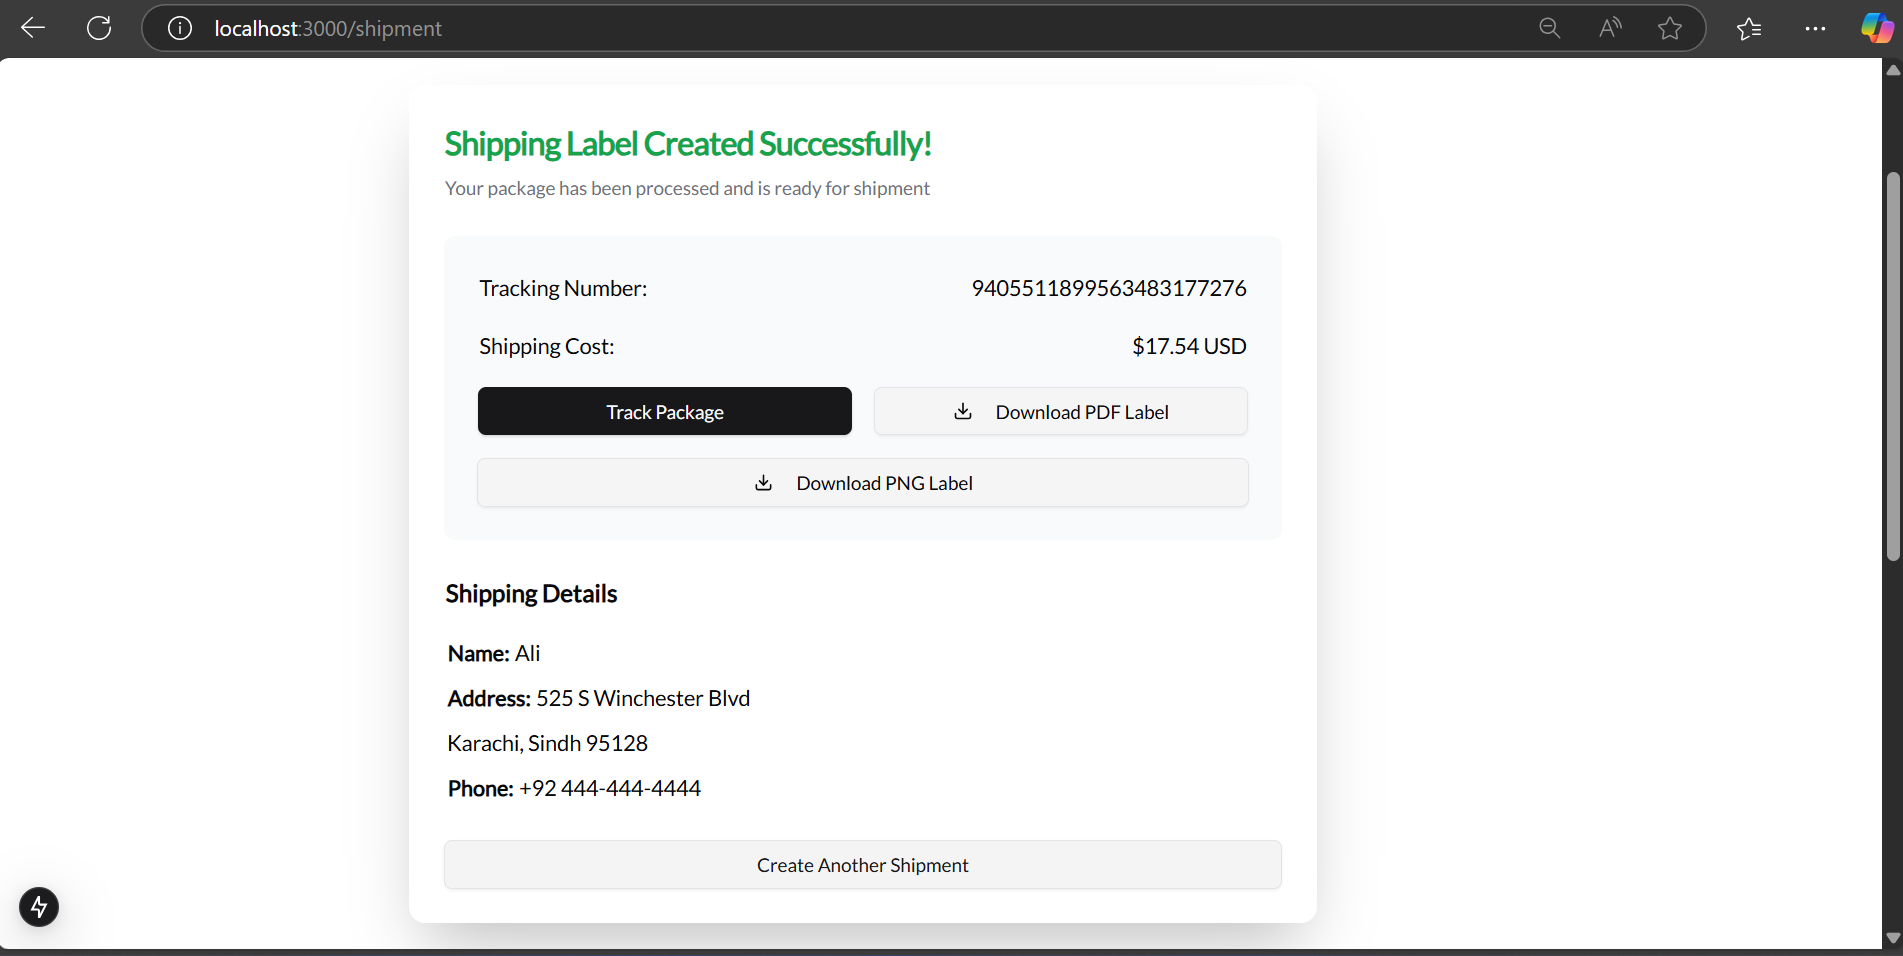 localhost:3000/shipment
Shipping Label Created Successfully!
Your package has been processed and is ready for shipment
Tracking Number: 9405511899563483177276
Shipping Cost: $17.54 USD
Track Package Download PDF Label
Download PNG Label
Shipping Details
Name: Ali
Address: 525 S Winchester Blvd
Karachi, Sindh 95128
Phone: +92 444-444-4444
Create Another Shipment